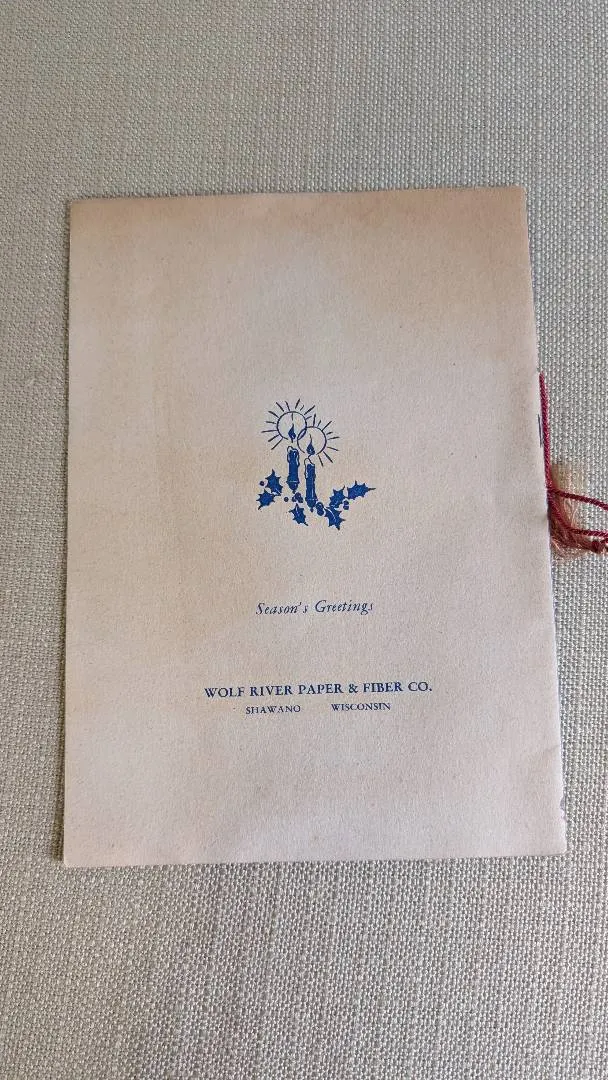 Season's Greetings
WOLF RIVER PAPER & FIBER CO.
SHAWANO WISCONSIN